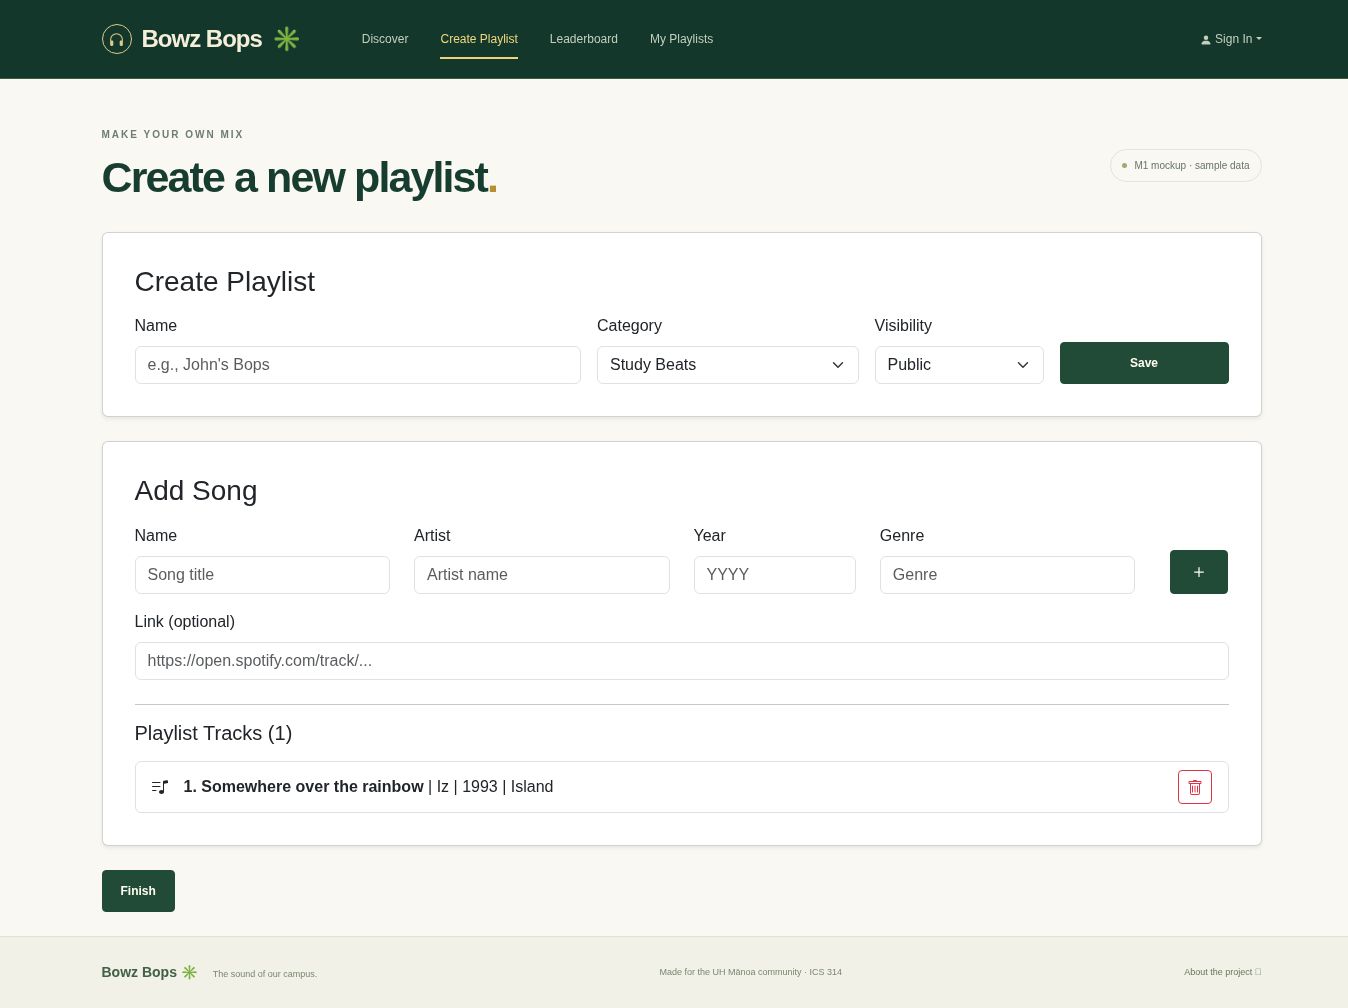 Bowz Bops ✳️ Discover Create Playlist Leaderboard My Playlists Sign In
MAKE YOUR OWN MIX
Create a new playlist.
M1 mockup · sample data
Create Playlist
Name Category Visibility
e.g., John's Bops Study Beats Public Save
Add Song
Name Artist Year Genre
Song title Artist name YYYY Genre +
Link (optional)
https://open.spotify.com/track/...
Playlist Tracks (1)
1. Somewhere over the rainbow | Iz | 1993 | Island
Finish
Bowz Bops ✳️ The sound of our campus. Made for the UH Mānoa community · ICS 314 About the project